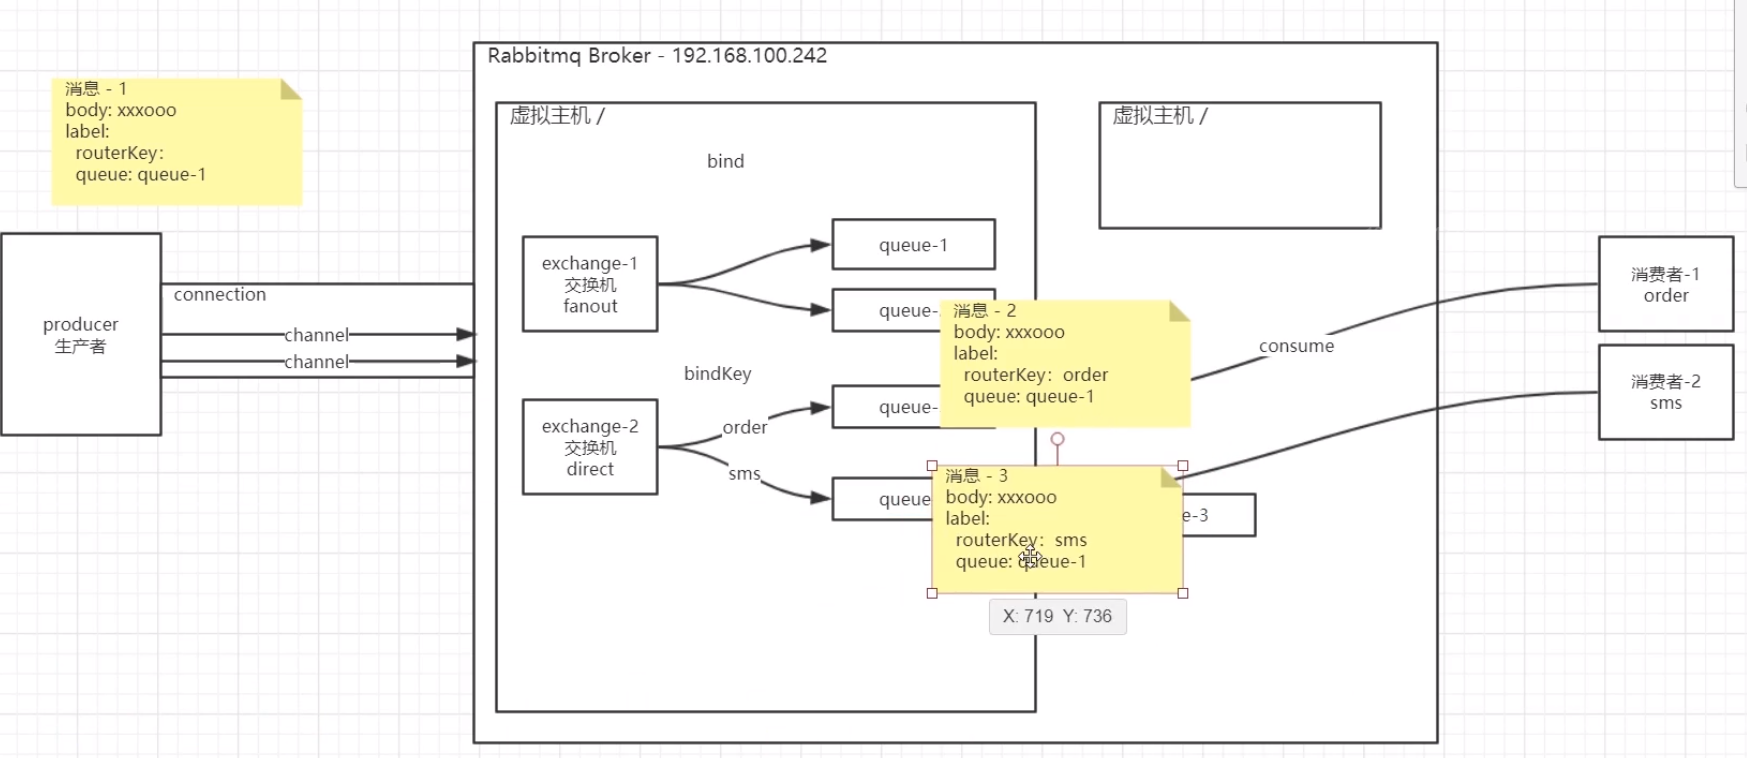 Rabbitmq Broker - 192.168.100.242
消息 - 1
body: xxxooo
label:
routerKey：
queue: queue-1
虚拟主机 /
虚拟主机 /
bind
queue-1
exchange-1
交换机
fanout
消费者-1
order
connection
queue-
消息 - 2
body: xxxooo
label:
routerKey：order
queue: queue-1
producer
生产者
channel
channel
consume
bindKey
消费者-2
sms
queue-
exchange-2
交换机
direct
order
sms
queue
消息 - 3
body: xxxooo
label:
routerKey：sms
queue: queue-1
e-3
X: 719 Y: 736